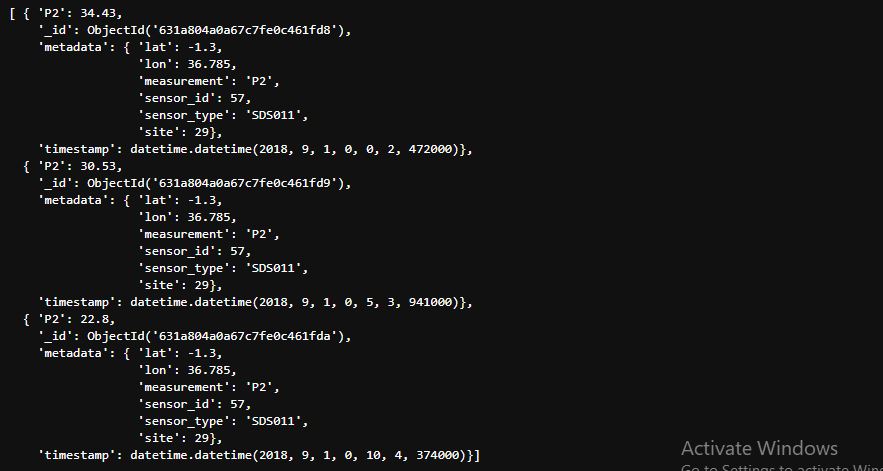 [ { 'P2': 34.43,
'_id': ObjectId('631a804a0a67c7fe0c461fd8'),
'metadata': { 'lat': -1.3,
'lon': 36.785,
'measurement': 'P2',
'sensor_id': 57,
'sensor_type': 'SDS011',
'site': 29},
'timestamp': datetime.datetime(2018, 9, 1, 0, 0, 2, 472000)},
{ 'P2': 30.53,
'_id': ObjectId('631a804a0a67c7fe0c461fd9'),
'metadata': { 'lat': -1.3,
'lon': 36.785,
'measurement': 'P2',
'sensor_id': 57,
'sensor_type': 'SDS011',
'site': 29},
'timestamp': datetime.datetime(2018, 9, 1, 0, 5, 3, 941000)},
{ 'P2': 22.8,
'_id': ObjectId('631a804a0a67c7fe0c461fda'),
'metadata': { 'lat': -1.3,
'lon': 36.785,
'measurement': 'P2',
'sensor_id': 57,
'sensor_type': 'SDS011',
'site': 29},
'timestamp': datetime.datetime(2018, 9, 1, 0, 10, 4, 374000)}]
Activate Windows
Go to Settings to activate